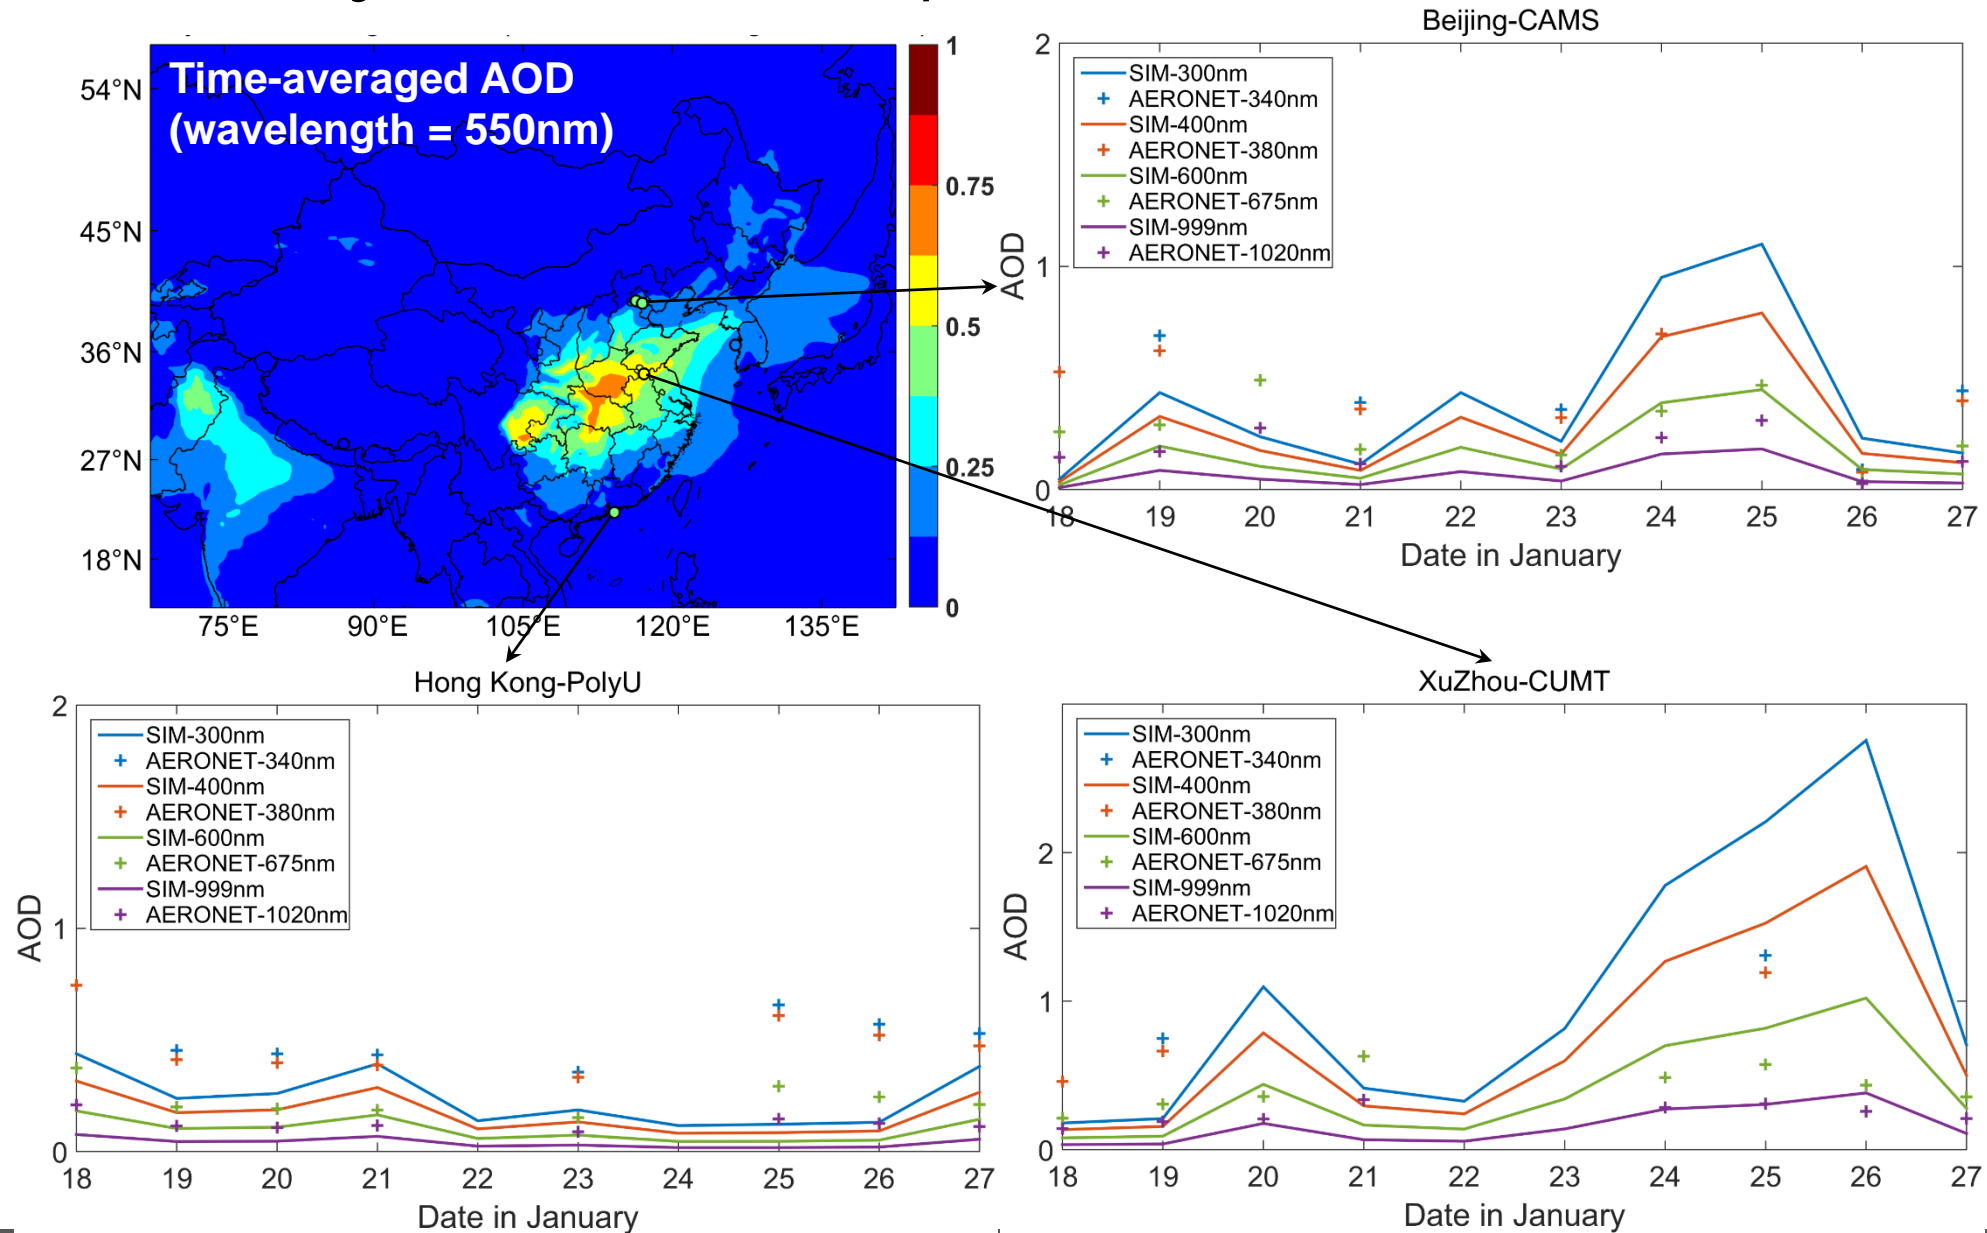 Time-averaged AOD
(wavelength = 550nm)
54°N
45°N
36°N
27°N
18°N
75°E
90°E
105°E
120°E
135°E
1
0.75
0.5
0.25
0
Beijing-CAMS
2
1
0
AOD
SIM-300nm
AERONET-340nm
SIM-400nm
AERONET-380nm
SIM-600nm
AERONET-675nm
SIM-999nm
AERONET-1020nm
18 19 20 21 22 23 24 25 26 27
Date in January
Hong Kong-PolyU
2
1
0
AOD
SIM-300nm
AERONET-340nm
SIM-400nm
AERONET-380nm
SIM-600nm
AERONET-675nm
SIM-999nm
AERONET-1020nm
18 19 20 21 22 23 24 25 26 27
Date in January
XuZhou-CUMT
2
1
0
AOD
SIM-300nm
AERONET-340nm
SIM-400nm
AERONET-380nm
SIM-600nm
AERONET-675nm
SIM-999nm
AERONET-1020nm
18 19 20 21 22 23 24 25 26 27
Date in January